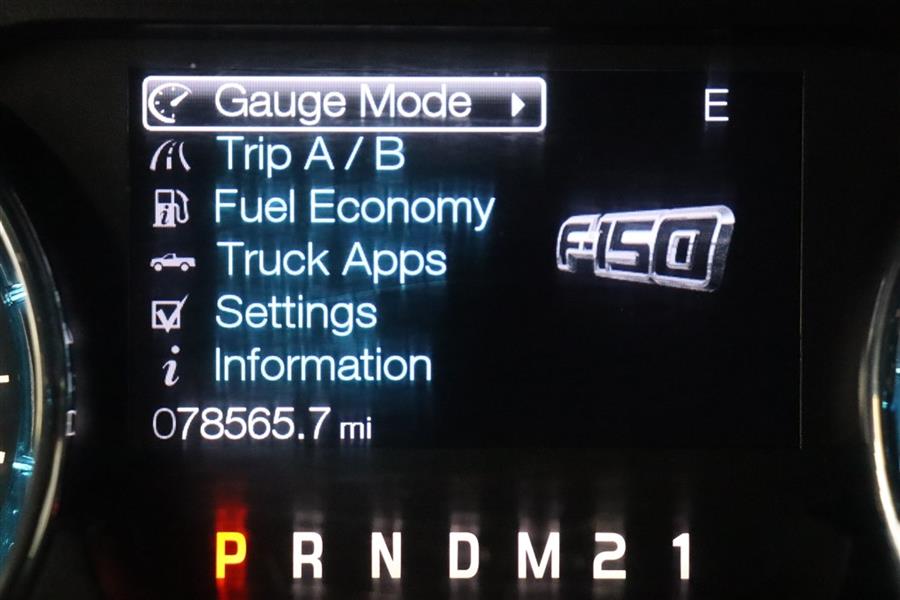 Gauge Mode
E
Trip A / B
Fuel Economy
F-150
Truck Apps
Settings
Information
078565.7 mi
P R N D M 2 1